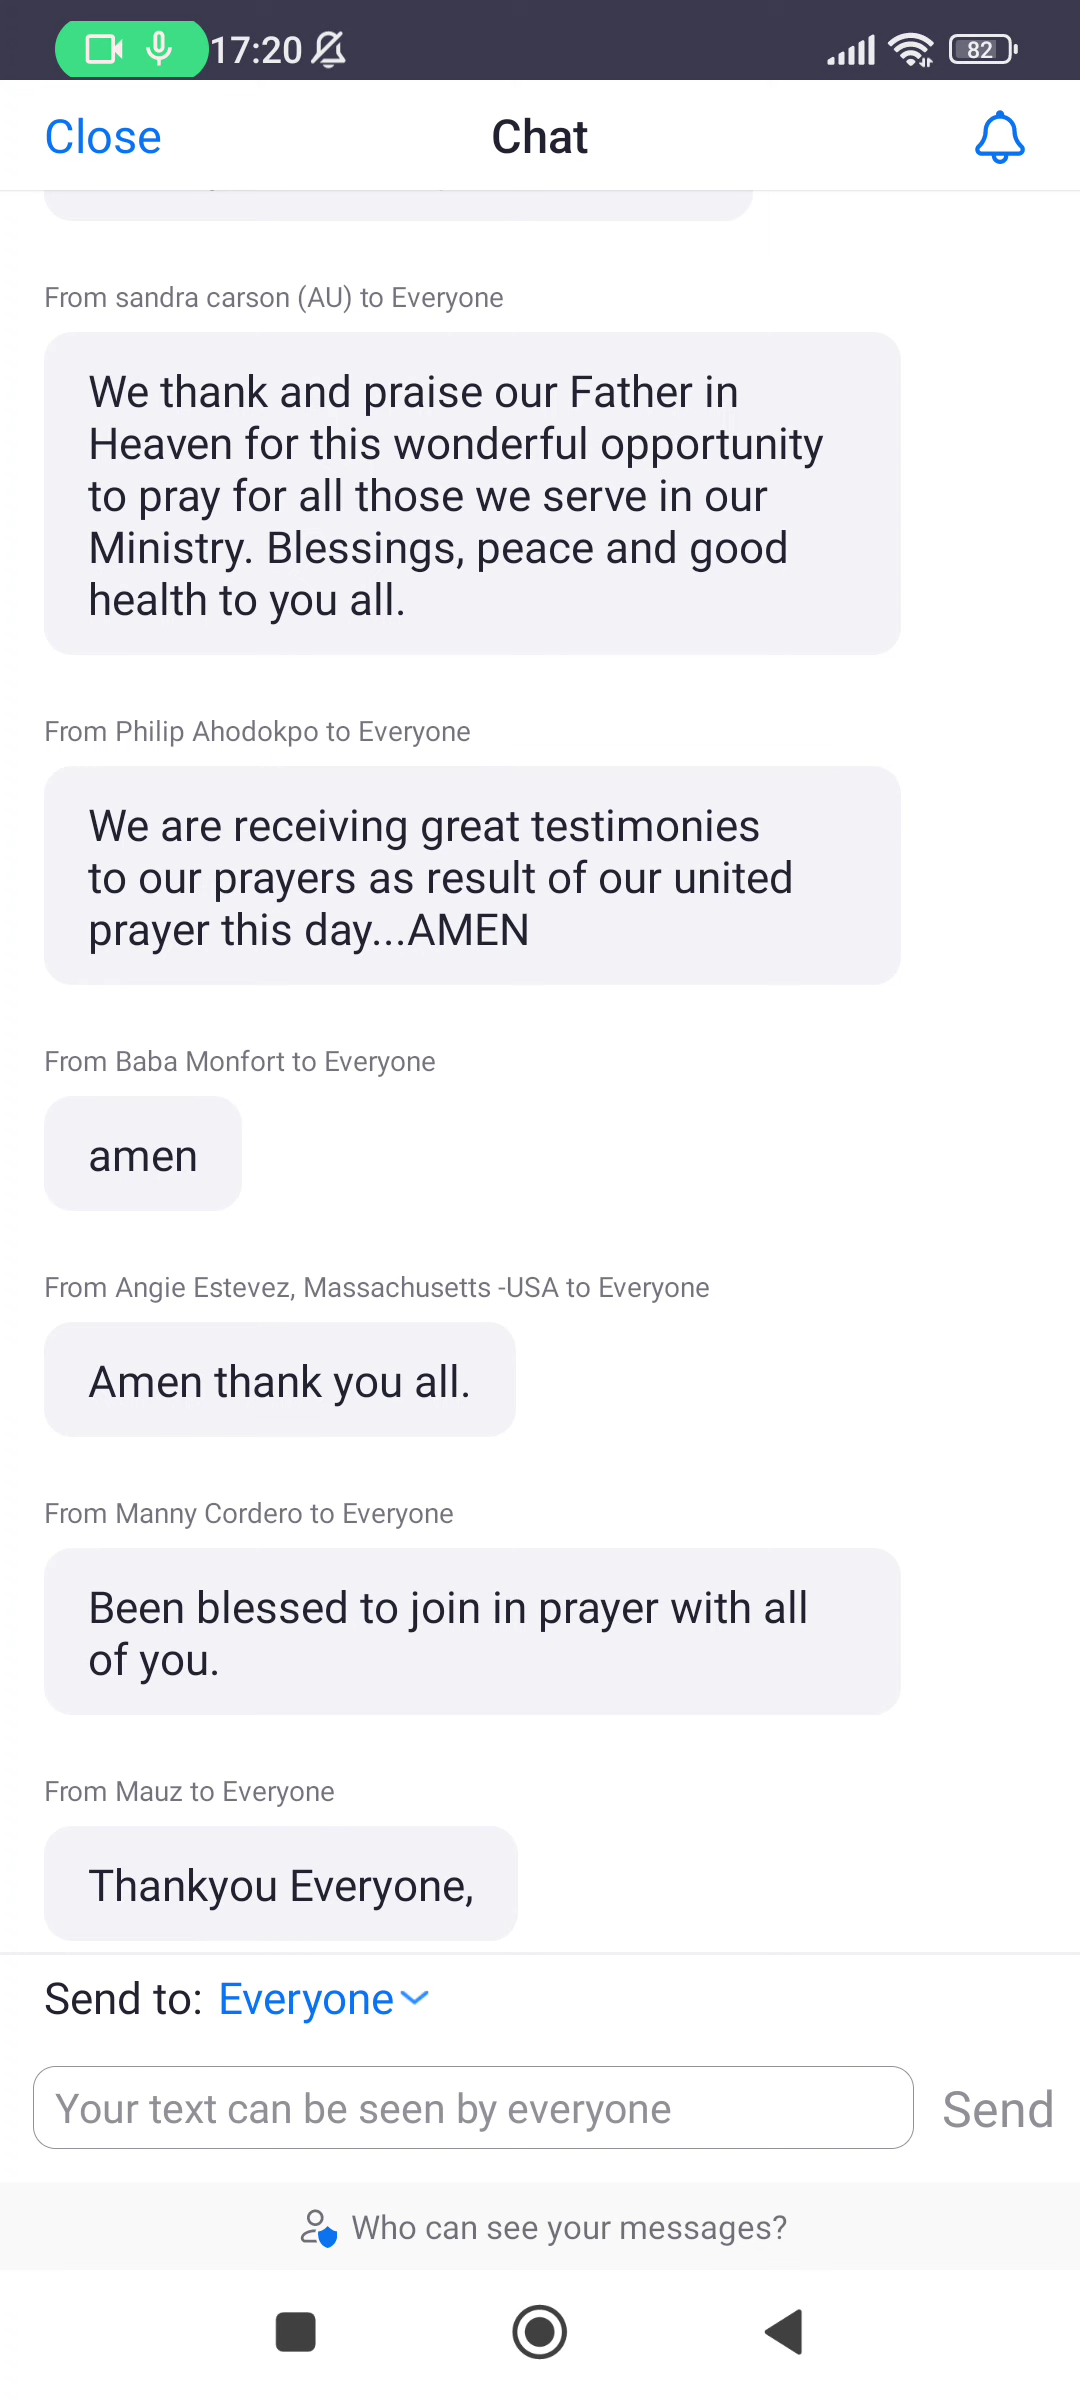 17:20
82
Close
Chat
From sandra carson (AU) to Everyone
We thank and praise our Father in
Heaven for this wonderful opportunity
to pray for all those we serve in our
Ministry. Blessings, peace and good
health to you all.
From Philip Ahodokpo to Everyone
We are receiving great testimonies
to our prayers as result of our united
prayer this day...AMEN
From Baba Monfort to Everyone
amen
From Angie Estevez, Massachusetts -USA to Everyone
Amen thank you all.
From Manny Cordero to Everyone
Been blessed to join in prayer with all
of you.
From Mauz to Everyone
Thankyou Everyone,
Send to: Everyone
Your text can be seen by everyone
Send
Who can see your messages?